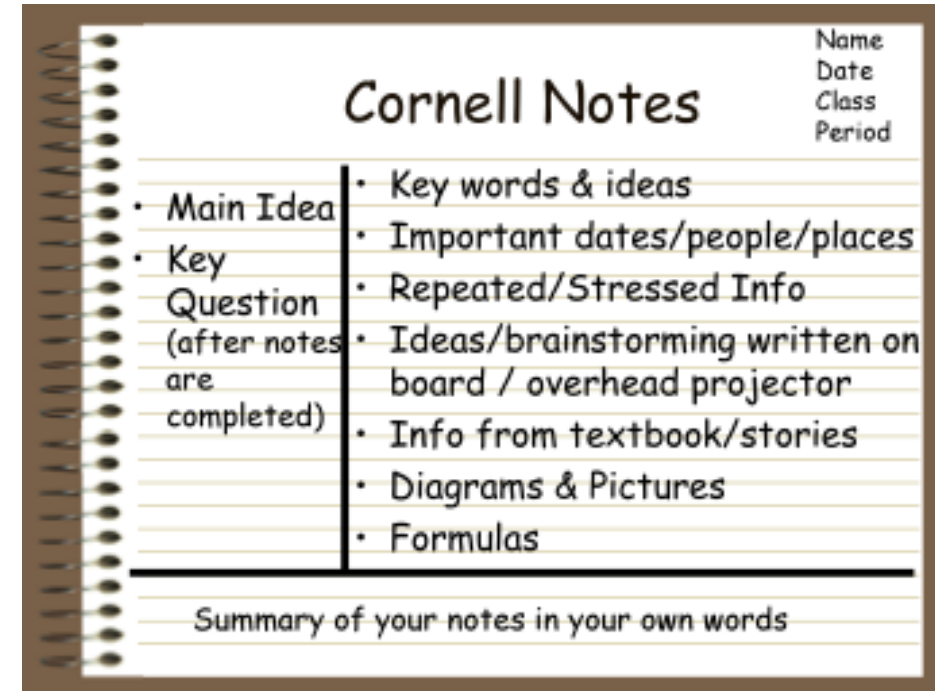 Name
Date
Class
Period
Cornell Notes
• Main Idea
• Key
Question
(after notes
are
completed)
• Key words & ideas
• Important dates/people/places
• Repeated/Stressed Info
• Ideas/brainstorming written on
board / overhead projector
• Info from textbook/stories
• Diagrams & Pictures
• Formulas
Summary of your notes in your own words